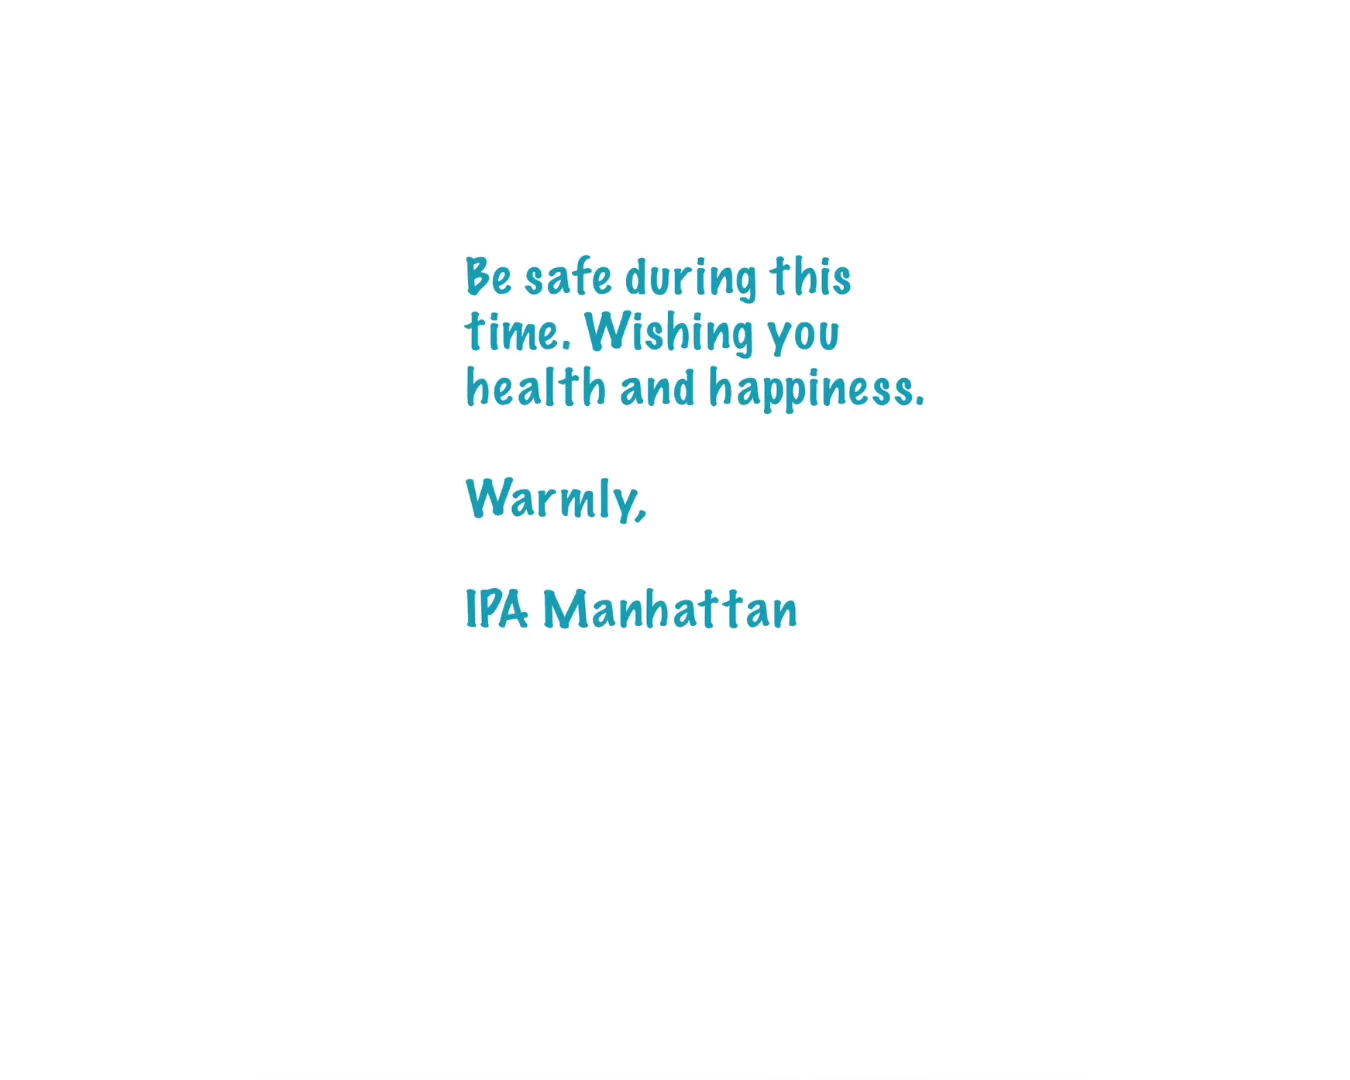 Be safe during this
time. Wishing you
health and happiness.
Warmly,
IPA Manhattan